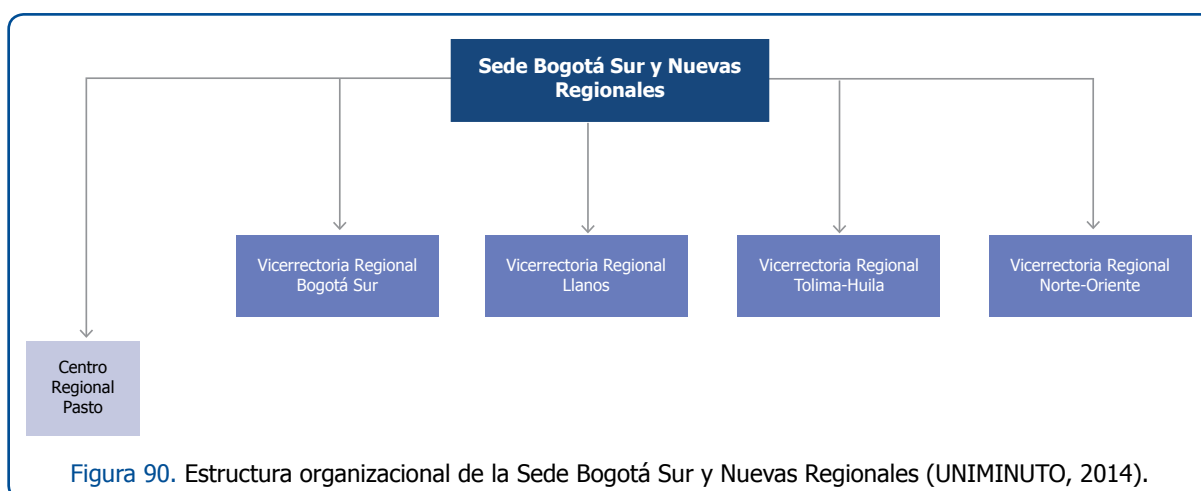 Sede Bogotá Sur y Nuevas
Regionales
Vicerrectoria Regional
Bogotá Sur
Vicerrectoria Regional
Llanos
Vicerrectoria Regional
Tolima-Huila
Vicerrectoria Regional
Norte-Oriente
Centro
Regional
Pasto
Figura 90. Estructura organizacional de la Sede Bogotá Sur y Nuevas Regionales (UNIMINUTO, 2014).